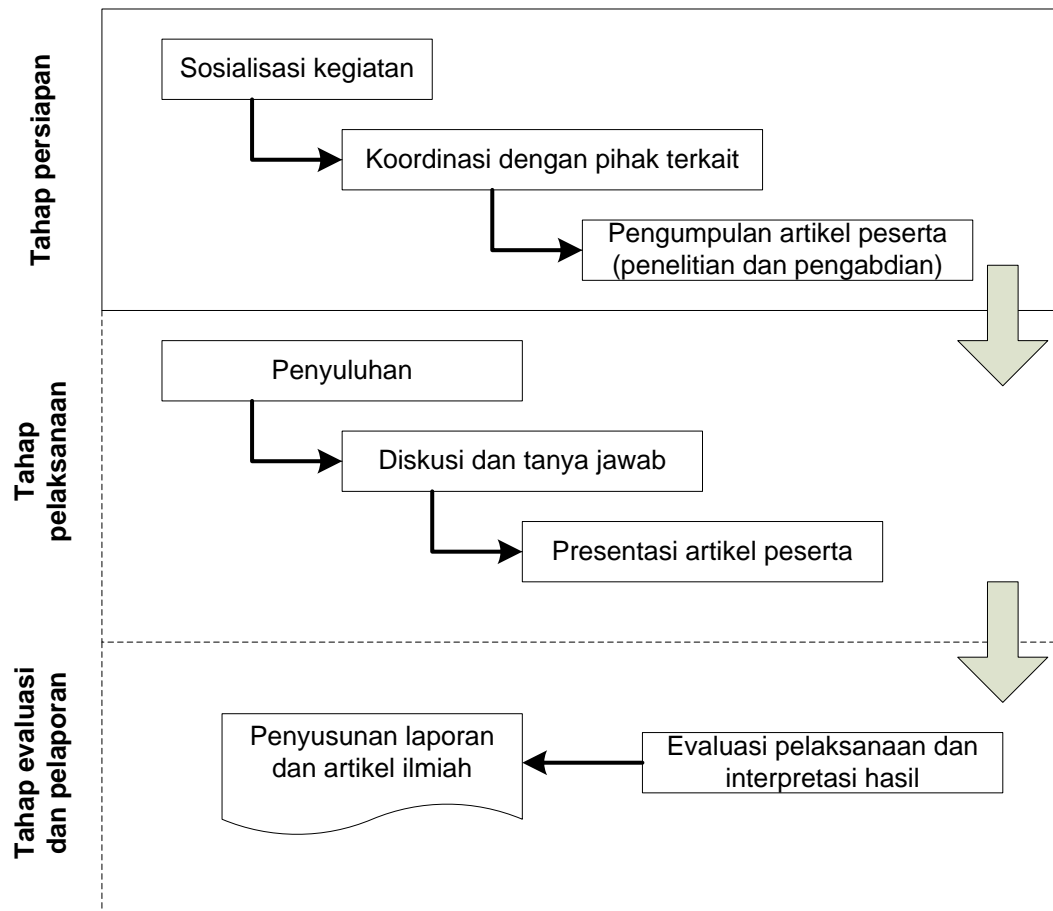 Tahap persiapan
Sosialisasi kegiatan
Koordinasi dengan pihak terkait
Pengumpulan artikel peserta
(penelitian dan pengabdian)
Tahap
pelaksanaan
Penyuluhan
Diskusi dan tanya jawab
Presentasi artikel peserta
Tahap evaluasi
dan pelaporan
Penyusunan laporan
dan artikel ilmiah
Evaluasi pelaksanaan dan
interpretasi hasil